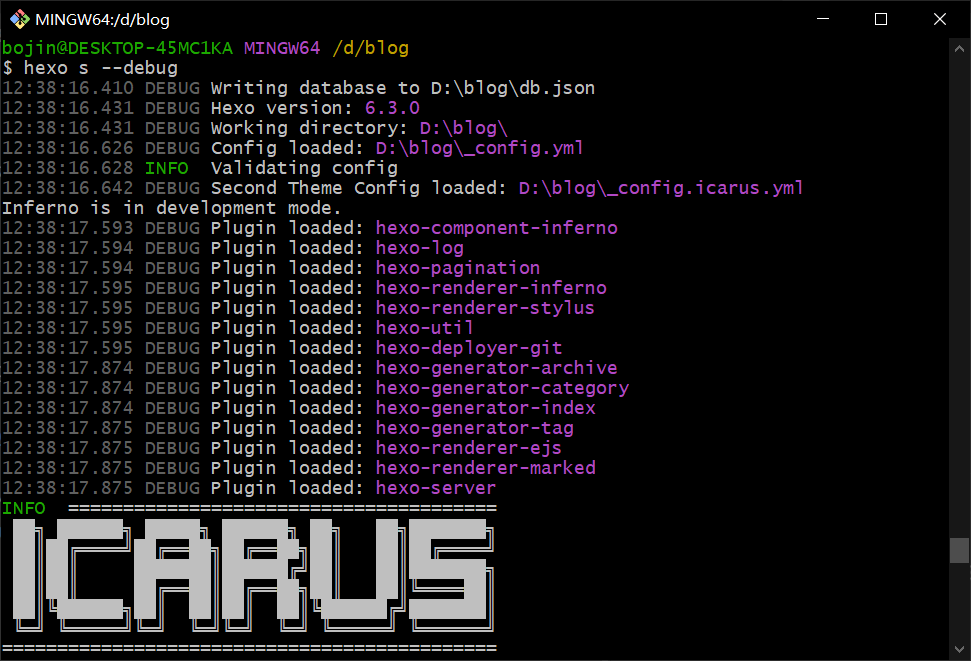 MINGW64:/d/blog
bojin@DESKTOP-45MC1KA MINGW64 /d/blog
$ hexo s --debug
12:38:16.410 DEBUG Writing database to D:\blog\db.json
12:38:16.431 DEBUG Hexo version: 6.3.0
12:38:16.431 DEBUG Working directory: D:\blog\
12:38:16.626 DEBUG Config loaded: D:\blog\_config.yml
12:38:16.628 INFO  Validating config
12:38:16.642 DEBUG Second Theme Config loaded: D:\blog\_config.icarus.yml
Inferno is in development mode.
12:38:17.593 DEBUG Plugin loaded: hexo-component-inferno
12:38:17.594 DEBUG Plugin loaded: hexo-log
12:38:17.594 DEBUG Plugin loaded: hexo-pagination
12:38:17.595 DEBUG Plugin loaded: hexo-renderer-inferno
12:38:17.595 DEBUG Plugin loaded: hexo-renderer-stylus
12:38:17.595 DEBUG Plugin loaded: hexo-util
12:38:17.595 DEBUG Plugin loaded: hexo-deployer-git
12:38:17.874 DEBUG Plugin loaded: hexo-generator-archive
12:38:17.874 DEBUG Plugin loaded: hexo-generator-category
12:38:17.874 DEBUG Plugin loaded: hexo-generator-index
12:38:17.875 DEBUG Plugin loaded: hexo-generator-tag
12:38:17.875 DEBUG Plugin loaded: hexo-renderer-ejs
12:38:17.875 DEBUG Plugin loaded: hexo-renderer-marked
12:38:17.875 DEBUG Plugin loaded: hexo-server
INFO  =======================================
ICARUS
=============================================